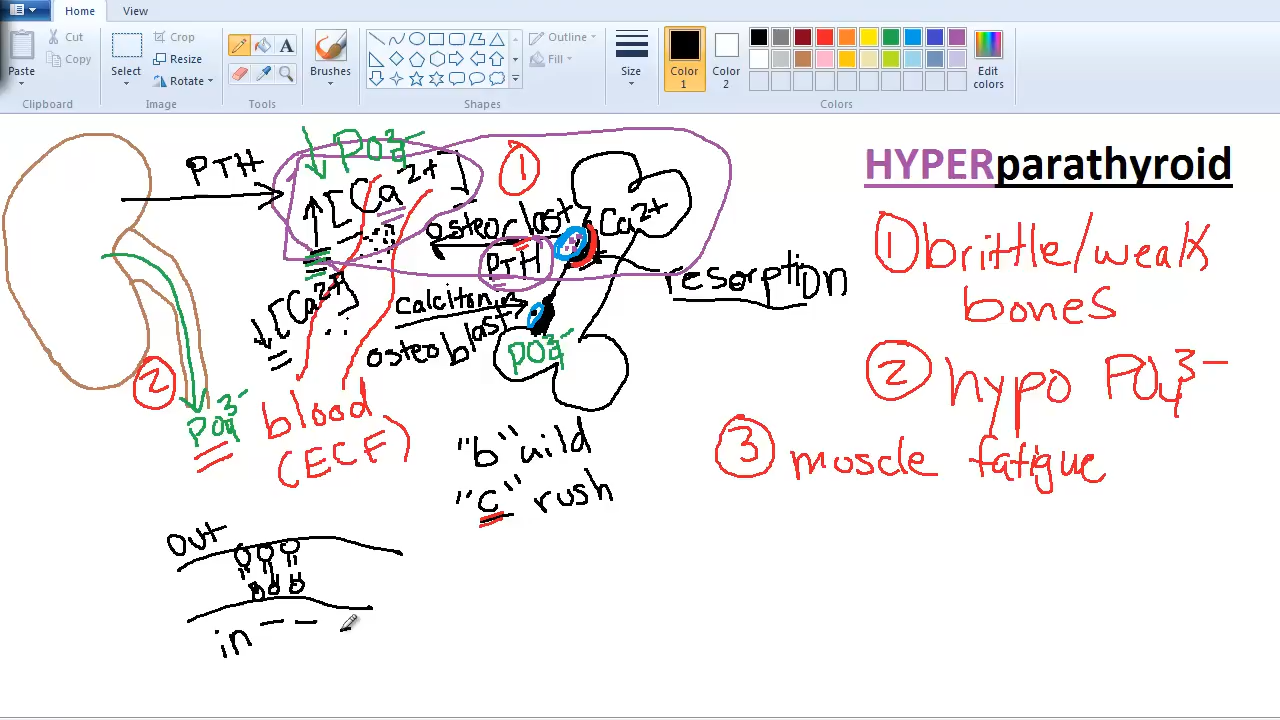 Home
View
Paste
Cut
Copy
Clipboard
Select
Crop
Resize
Rotate
Image
A
Tools
Brushes
Outline
Fill
Shapes
Size
Color 1
Color 2
Edit colors
Colors
HYPERparathyroid
① brittle/weak
bones
② hypo PO₄³⁻
③ muscle fatigue
PTH
↓ PO₄³⁻
↑ [Ca²⁺]
①
osteoclast
Ca²⁺
PTH
resorption
↓[Ca²⁺]
calcitonin
osteoblast
PO₄³⁻
②
PO₄³⁻
blood
(ECF)
"b" uild
"c" rush
out
in - - -